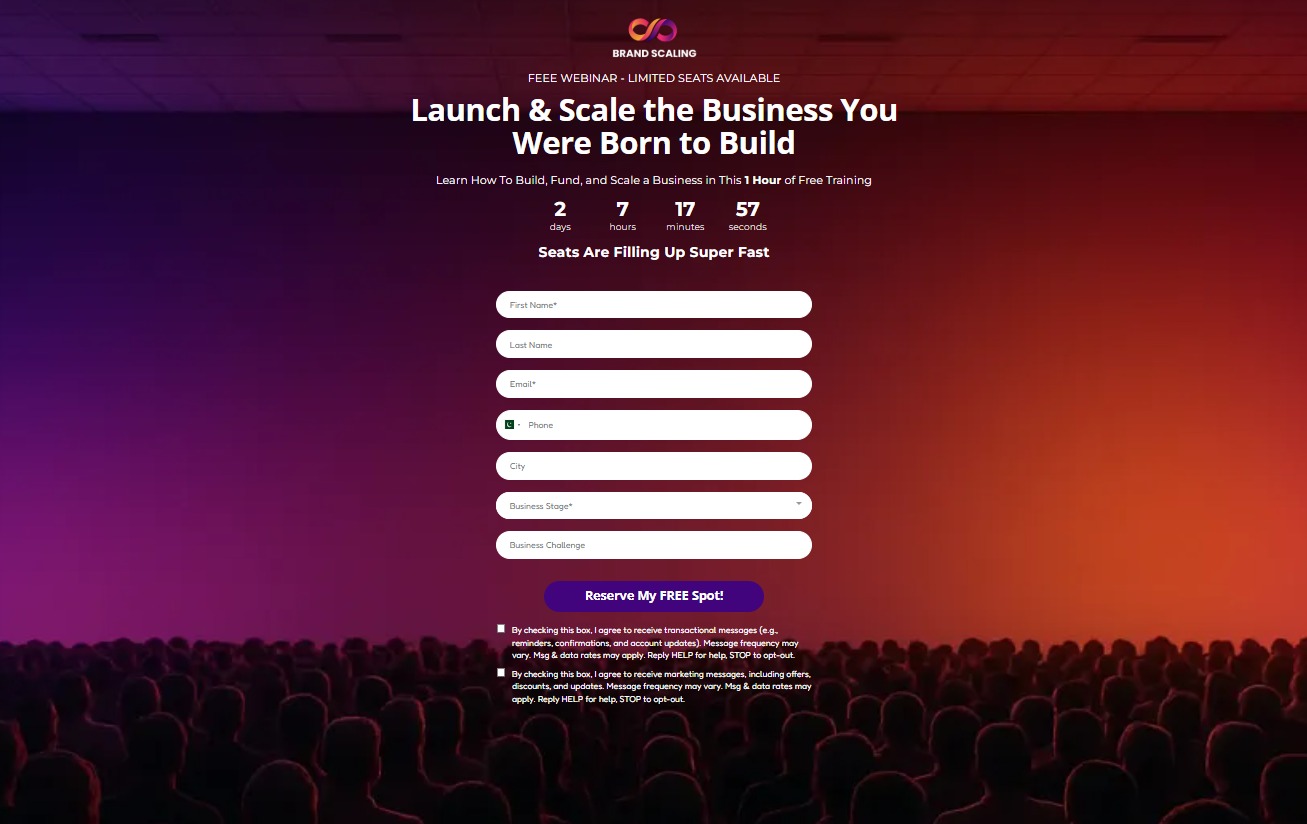 BRAND SCALING
FEEE WEBINAR - LIMITED SEATS AVAILABLE
Launch & Scale the Business You
Were Born to Build
Learn How To Build, Fund, and Scale a Business in This 1 Hour of Free Training
2 7 17 57
days hours minutes seconds
Seats Are Filling Up Super Fast
First Name*
Last Name
Email*
Phone
City
Business Stage*
Business Challenge
Reserve My FREE Spot!
By checking this box, I agree to receive transactional messages (e.g.,
reminders, confirmations, and account updates). Message frequency may
vary. Msg & data rates may apply. Reply HELP for help, STOP to opt-out.
By checking this box, I agree to receive marketing messages, including offers,
discounts, and updates. Message frequency may vary. Msg & data rates may
apply. Reply HELP for help, STOP to opt-out.